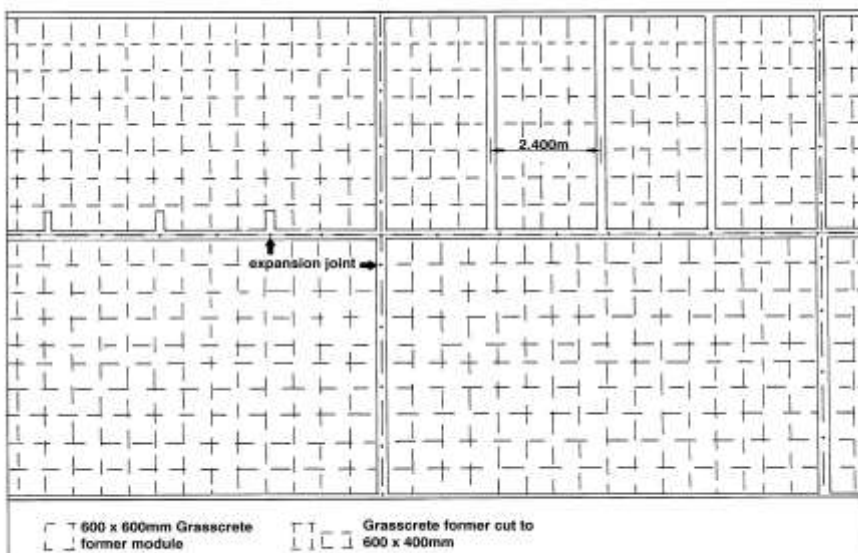 2.400m
expansion joint
600 x 600mm Grasscrete
former module
Grasscrete former cut to
600 x 400mm